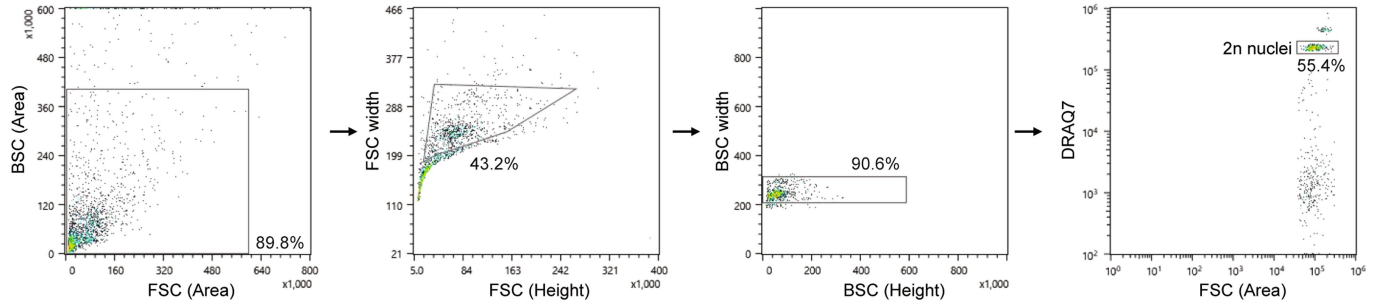 x1,000
BSC (Area)
600
480
360
240
120
0
89.8%
0 160 320 480 640 800
FSC (Area)
x1,000
FSC width
466
377
288
199
110
21
43.2%
5.0 84 163 242 321 400
FSC (Height)
x1,000
BSC width
800
600
400
200
0
90.6%
0 200 400 600 800
BSC (Height)
x1,000
DRAQ7
10⁶
10⁵
10⁴
10³
10²
2n nuclei
55.4%
10⁰ 10¹ 10² 10³ 10⁴ 10⁵ 10⁶
FSC (Area)